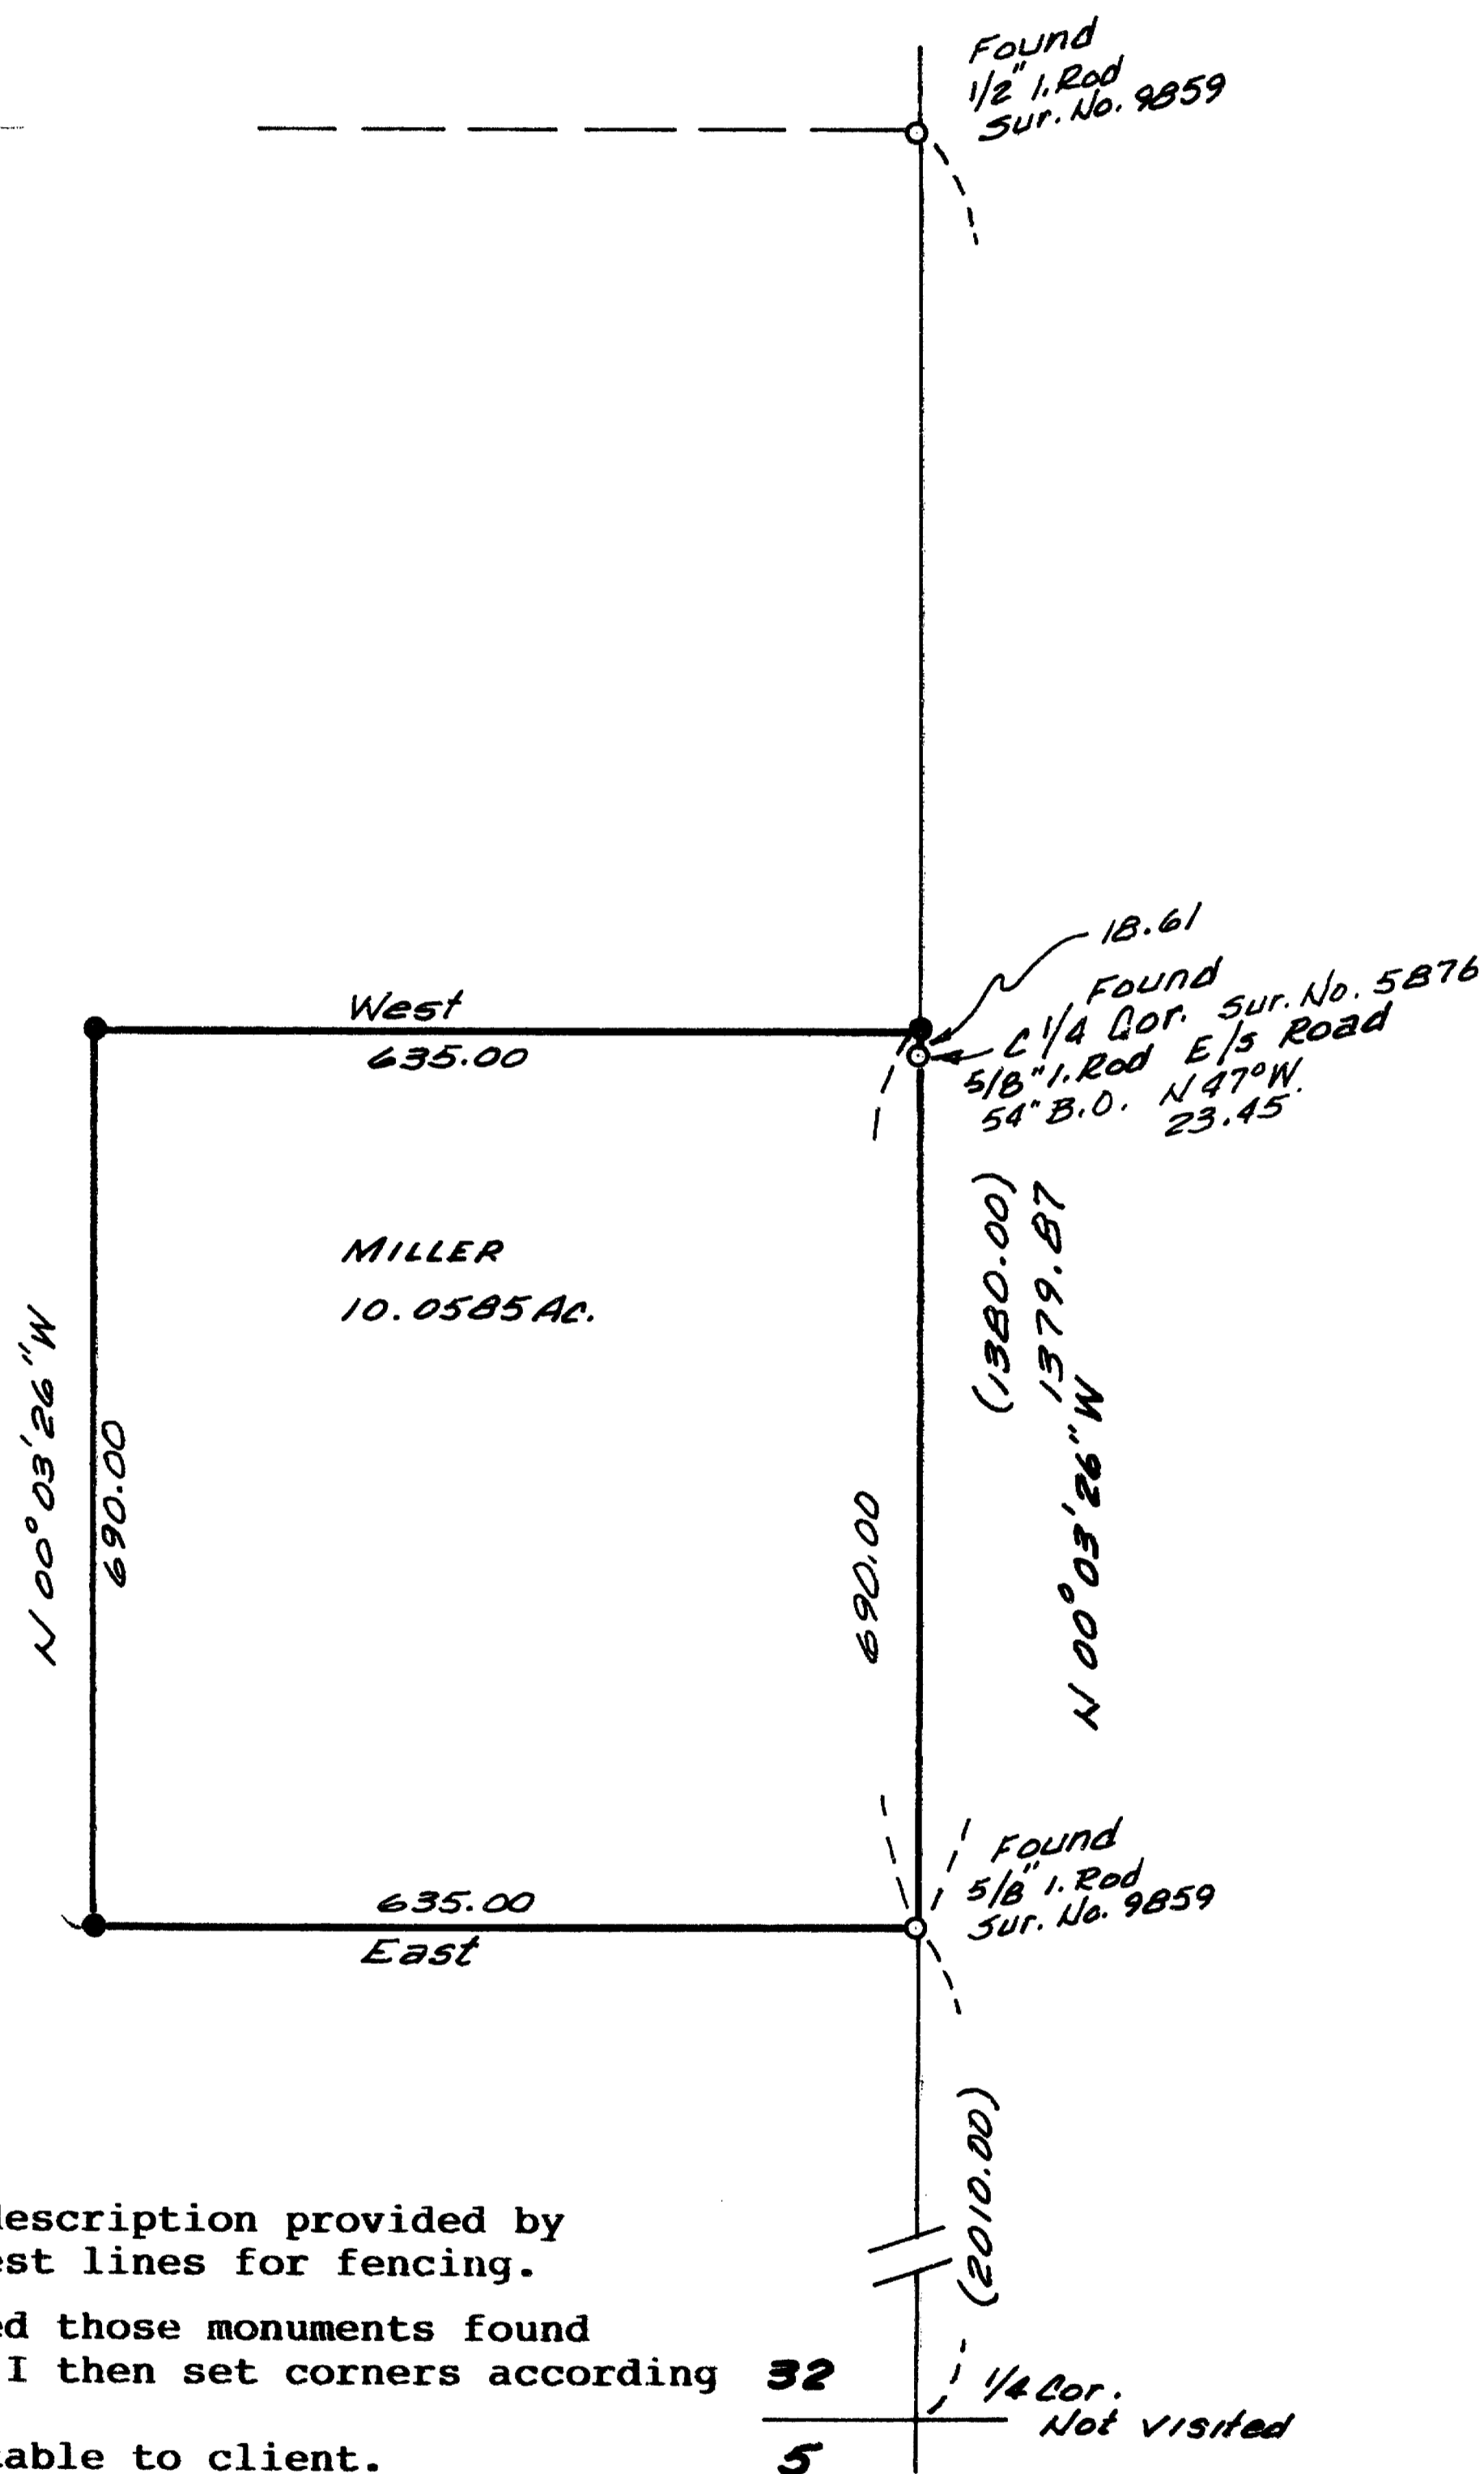 Found
1/2" I. Rod
Sur. No. 9859
18.61
Found
C 1/4 Cor. Sur. No. 5876
5/8" I. Rod E/s Road
54" B.O. N 47° W.
23.45
West
635.00
MILLER
10.0585 Ac.
N 00° 03' 26" W
690.00
690.00
(1380.00)
1379.87
N 00° 03' 26" W
Found
5/8" I. Rod
Sur. No. 9859
635.00
East
(2010.00)
description provided by
est lines for fencing.
ed those monuments found
I then set corners according
table to client.
32
5
1/4 Cor.
Not visited